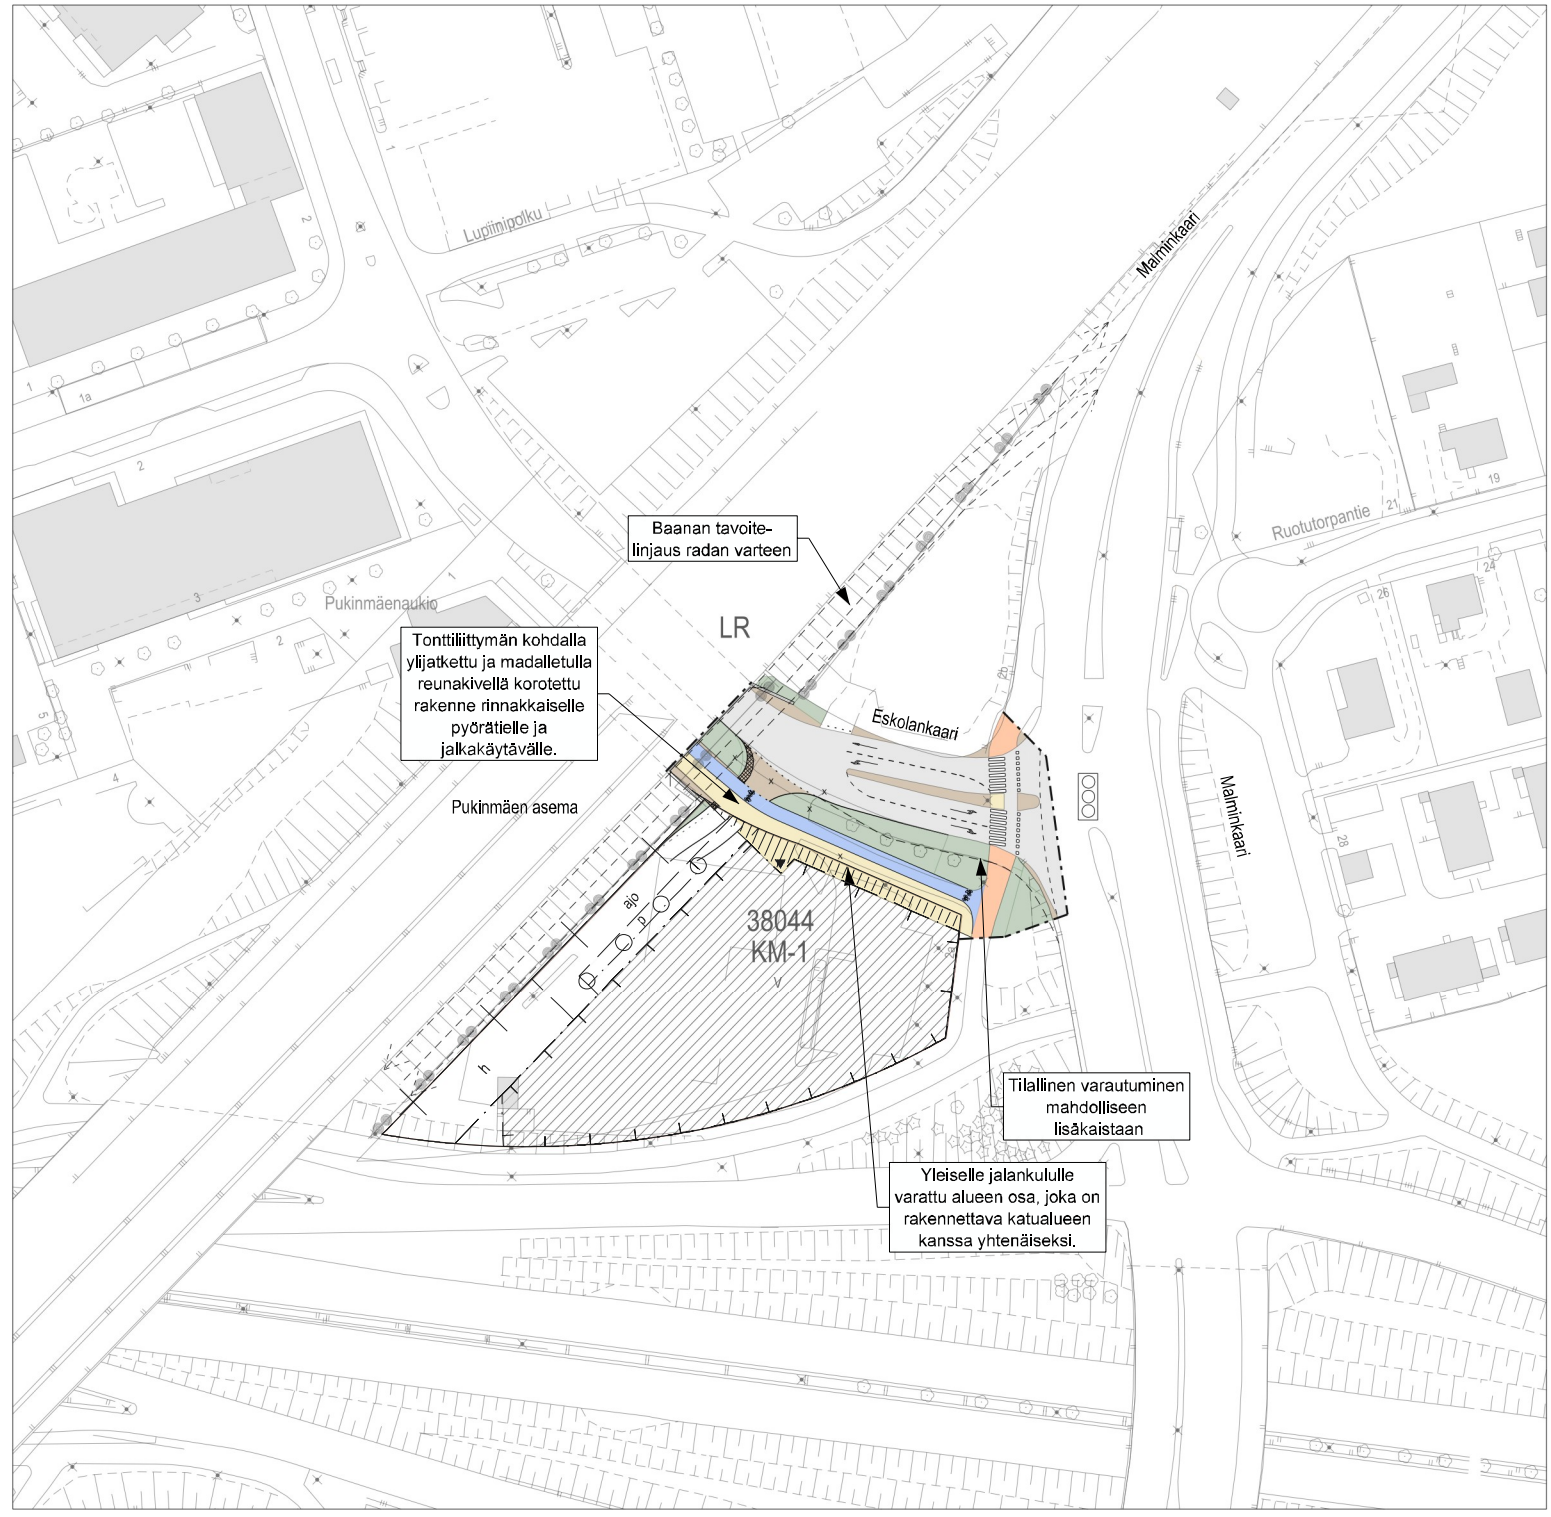 Lupiinipolku
2
1
1a
1
2
3
Pukinmäenaukio
1
2
5
4
Malminkaari
Ruotutorpantie
21
19
24
26
28
Baanan tavoite-
linjaus radan varteen
LR
Tonttiliittymän kohdalla
ylijatkettu ja madalletulla
reunakivellä korotettu
rakenne rinnakkaiselle
pyörätielle ja
jalkakäytävälle.
Pukinmäen asema
Eskolankaari
2b
Malminkaari
ajo
p
h
38044
KM-1
v
2a
Tilallinen varautuminen
mahdolliseen
lisäkaistaan
Yleiselle jalankululle
varattu alueen osa, joka on
rakennettava katualueen
kanssa yhtenäiseksi.